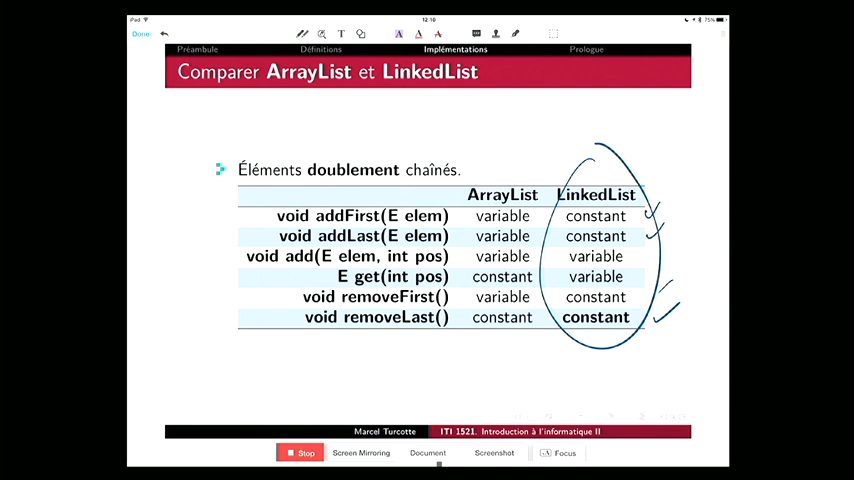 iPad 12:10 75%
Done
Préambule Définitions Implémentations Prologue
Comparer ArrayList et LinkedList
Éléments doublement chaînés.
ArrayList LinkedList
void addFirst(E elem) variable constant
void addLast(E elem) variable constant
void add(E elem, int pos) variable variable
E get(int pos) constant variable
void removeFirst() variable constant
void removeLast() constant constant
Marcel Turcotte ITI 1521. Introduction à l'informatique II
Stop Screen Mirroring Document Screenshot Focus